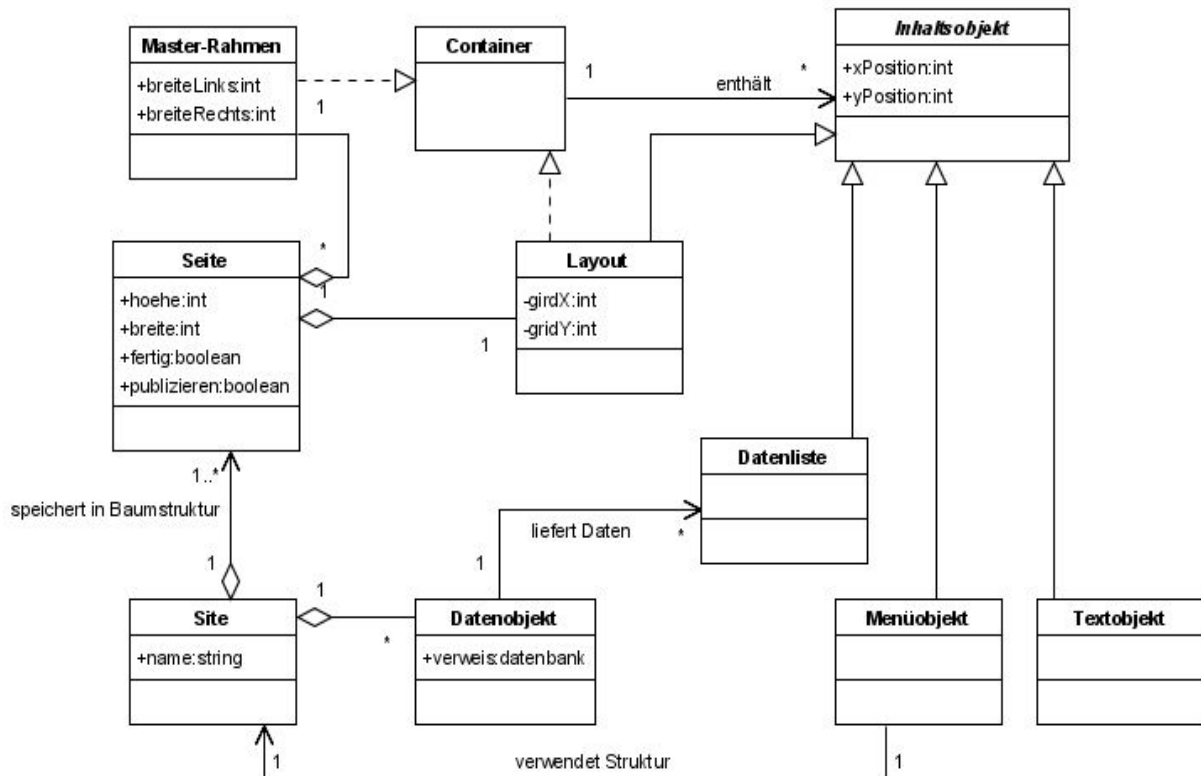 Master-Rahmen
+breiteLinks:int
+breiteRechts:int
Container
Inhaltsobjekt
+xPosition:int
+yPosition:int
1
enthält
*
1
*
1
Seite
+hoehe:int
+breite:int
+fertig:boolean
+publizieren:boolean
Layout
-girdX:int
-gridY:int
1
1..*
speichert in Baumstruktur
1
Datenliste
liefert Daten
*
1
1
*
Site
+name:string
Datenobjekt
+verweis:datenbank
Menüobjekt
Textobjekt
1
verwendet Struktur
1